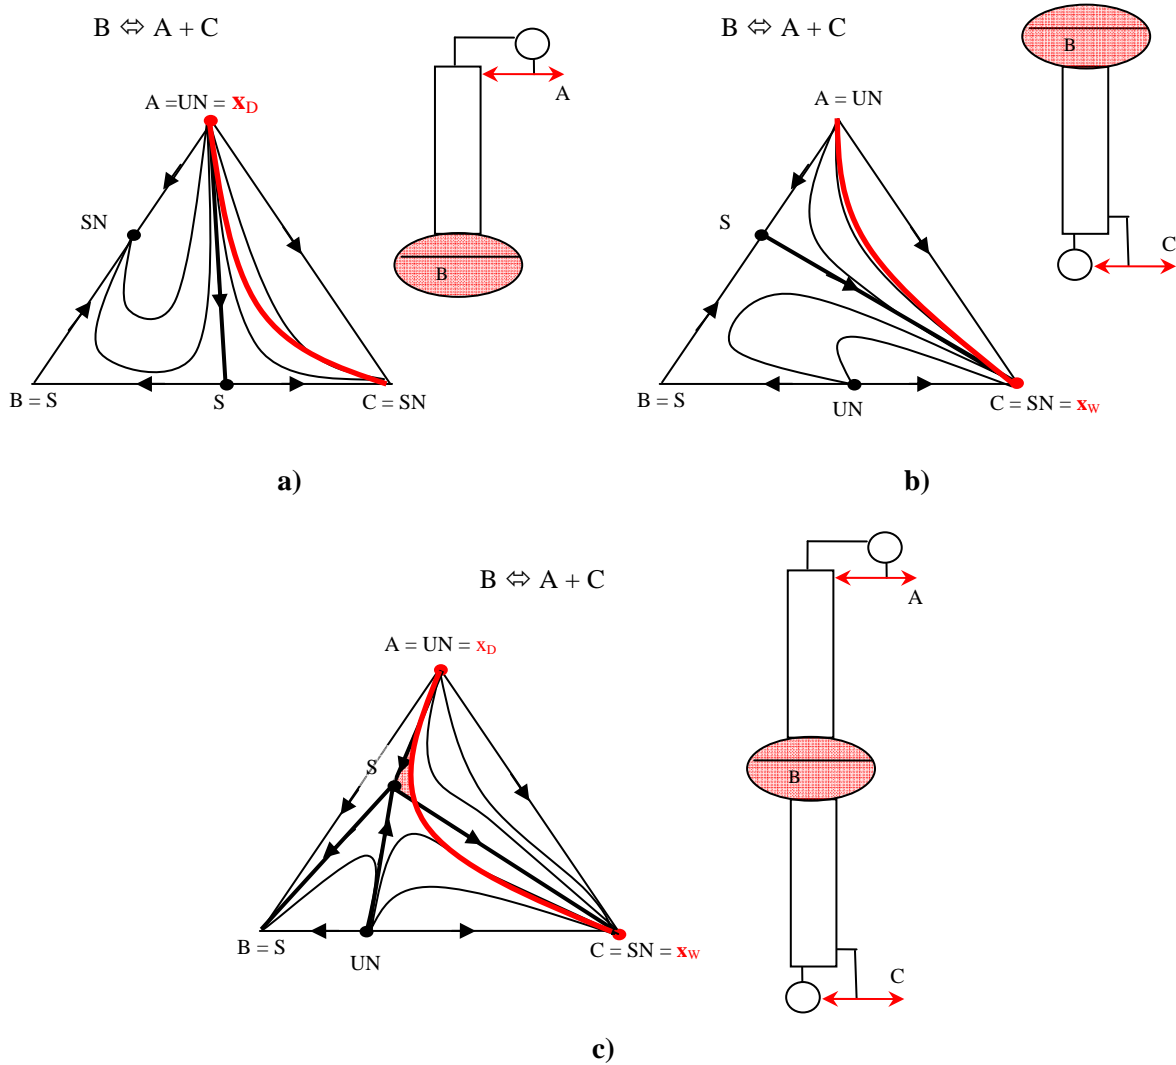 B ⇔ A + C
A =UN = xD
SN
B = S
S
C = SN
A
B
a)
B ⇔ A + C
A = UN
S
B = S
UN
C = SN = xW
B
C
b)
B ⇔ A + C
A = UN = xD
S
B = S
UN
C = SN = xW
A
B
C
c)